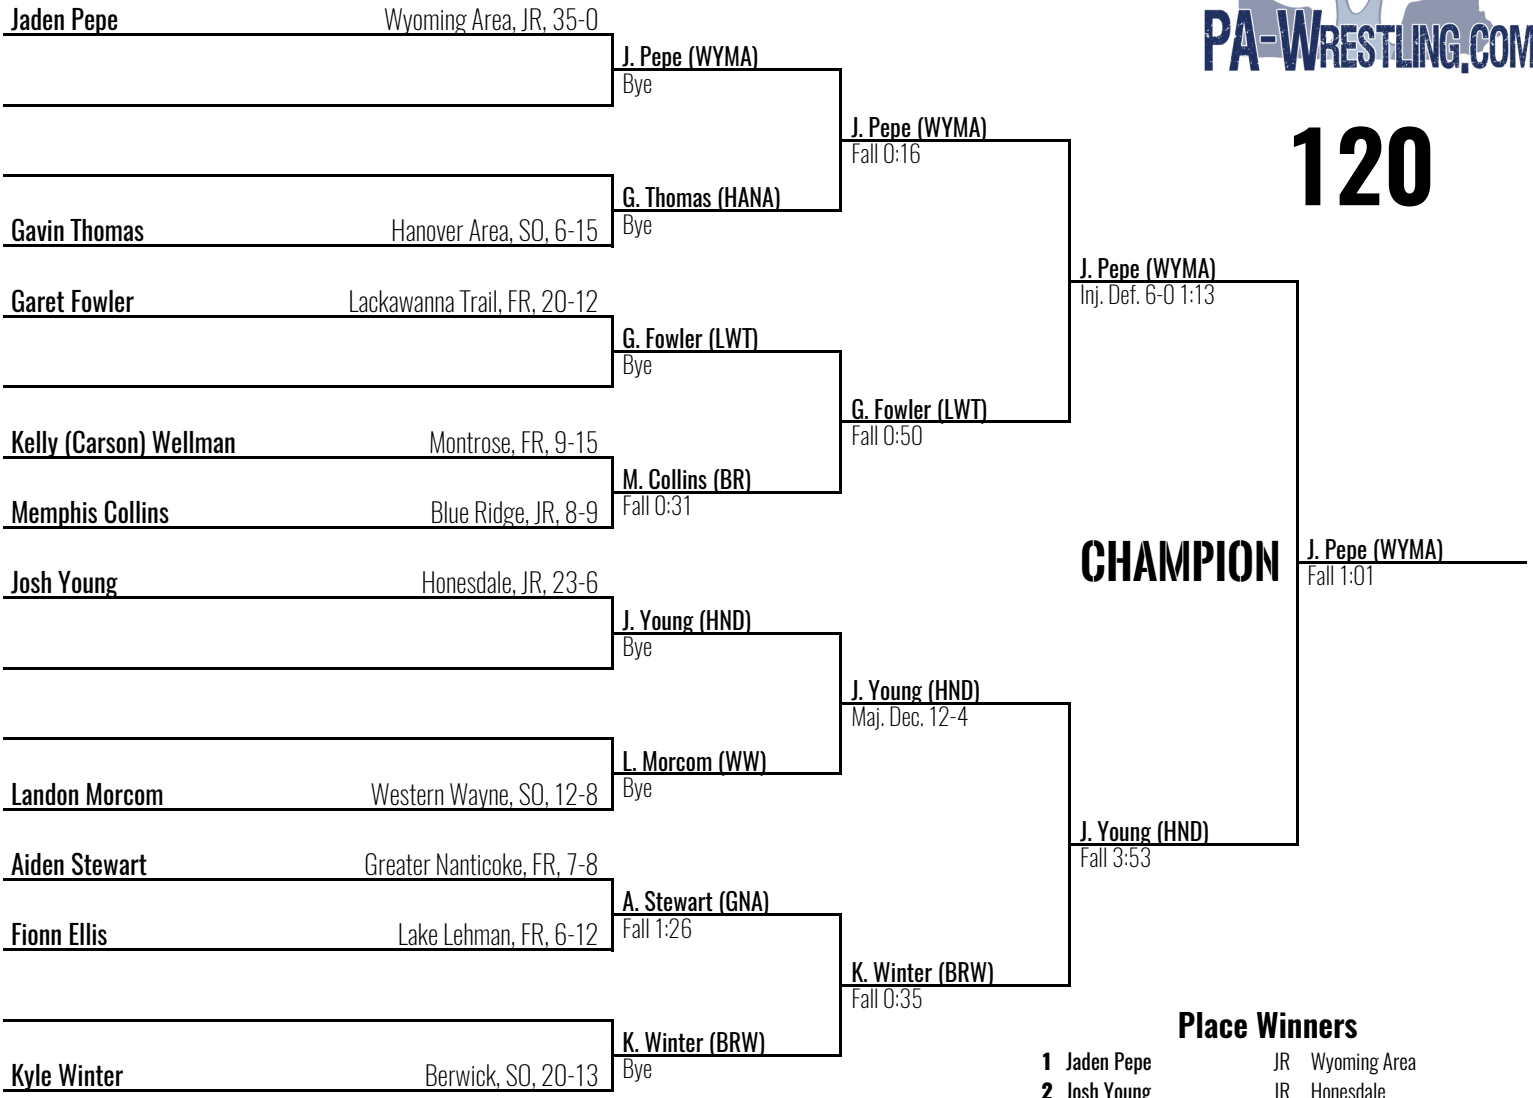 PA-WRESTLING.COM
120
Jaden Pepe Wyoming Area, JR, 35-0
J. Pepe (WYMA)
Bye
J. Pepe (WYMA)
Fall 0:16
G. Thomas (HANA)
Bye
Gavin Thomas Hanover Area, SO, 6-15
J. Pepe (WYMA)
Inj. Def. 6-0 1:13
Garet Fowler Lackawanna Trail, FR, 20-12
G. Fowler (LWT)
Bye
G. Fowler (LWT)
Fall 0:50
Kelly (Carson) Wellman Montrose, FR, 9-15
M. Collins (BR)
Fall 0:31
Memphis Collins Blue Ridge, JR, 8-9
CHAMPION
J. Pepe (WYMA)
Fall 1:01
Josh Young Honesdale, JR, 23-6
J. Young (HND)
Bye
J. Young (HND)
Maj. Dec. 12-4
L. Morcom (WW)
Bye
Landon Morcom Western Wayne, SO, 12-8
J. Young (HND)
Fall 3:53
Aiden Stewart Greater Nanticoke, FR, 7-8
A. Stewart (GNA)
Fall 1:26
Fionn Ellis Lake Lehman, FR, 6-12
K. Winter (BRW)
Fall 0:35
K. Winter (BRW)
Bye
Kyle Winter Berwick, SO, 20-13
Place Winners
1 Jaden Pepe JR Wyoming Area
2 Josh Young JR Honesdale